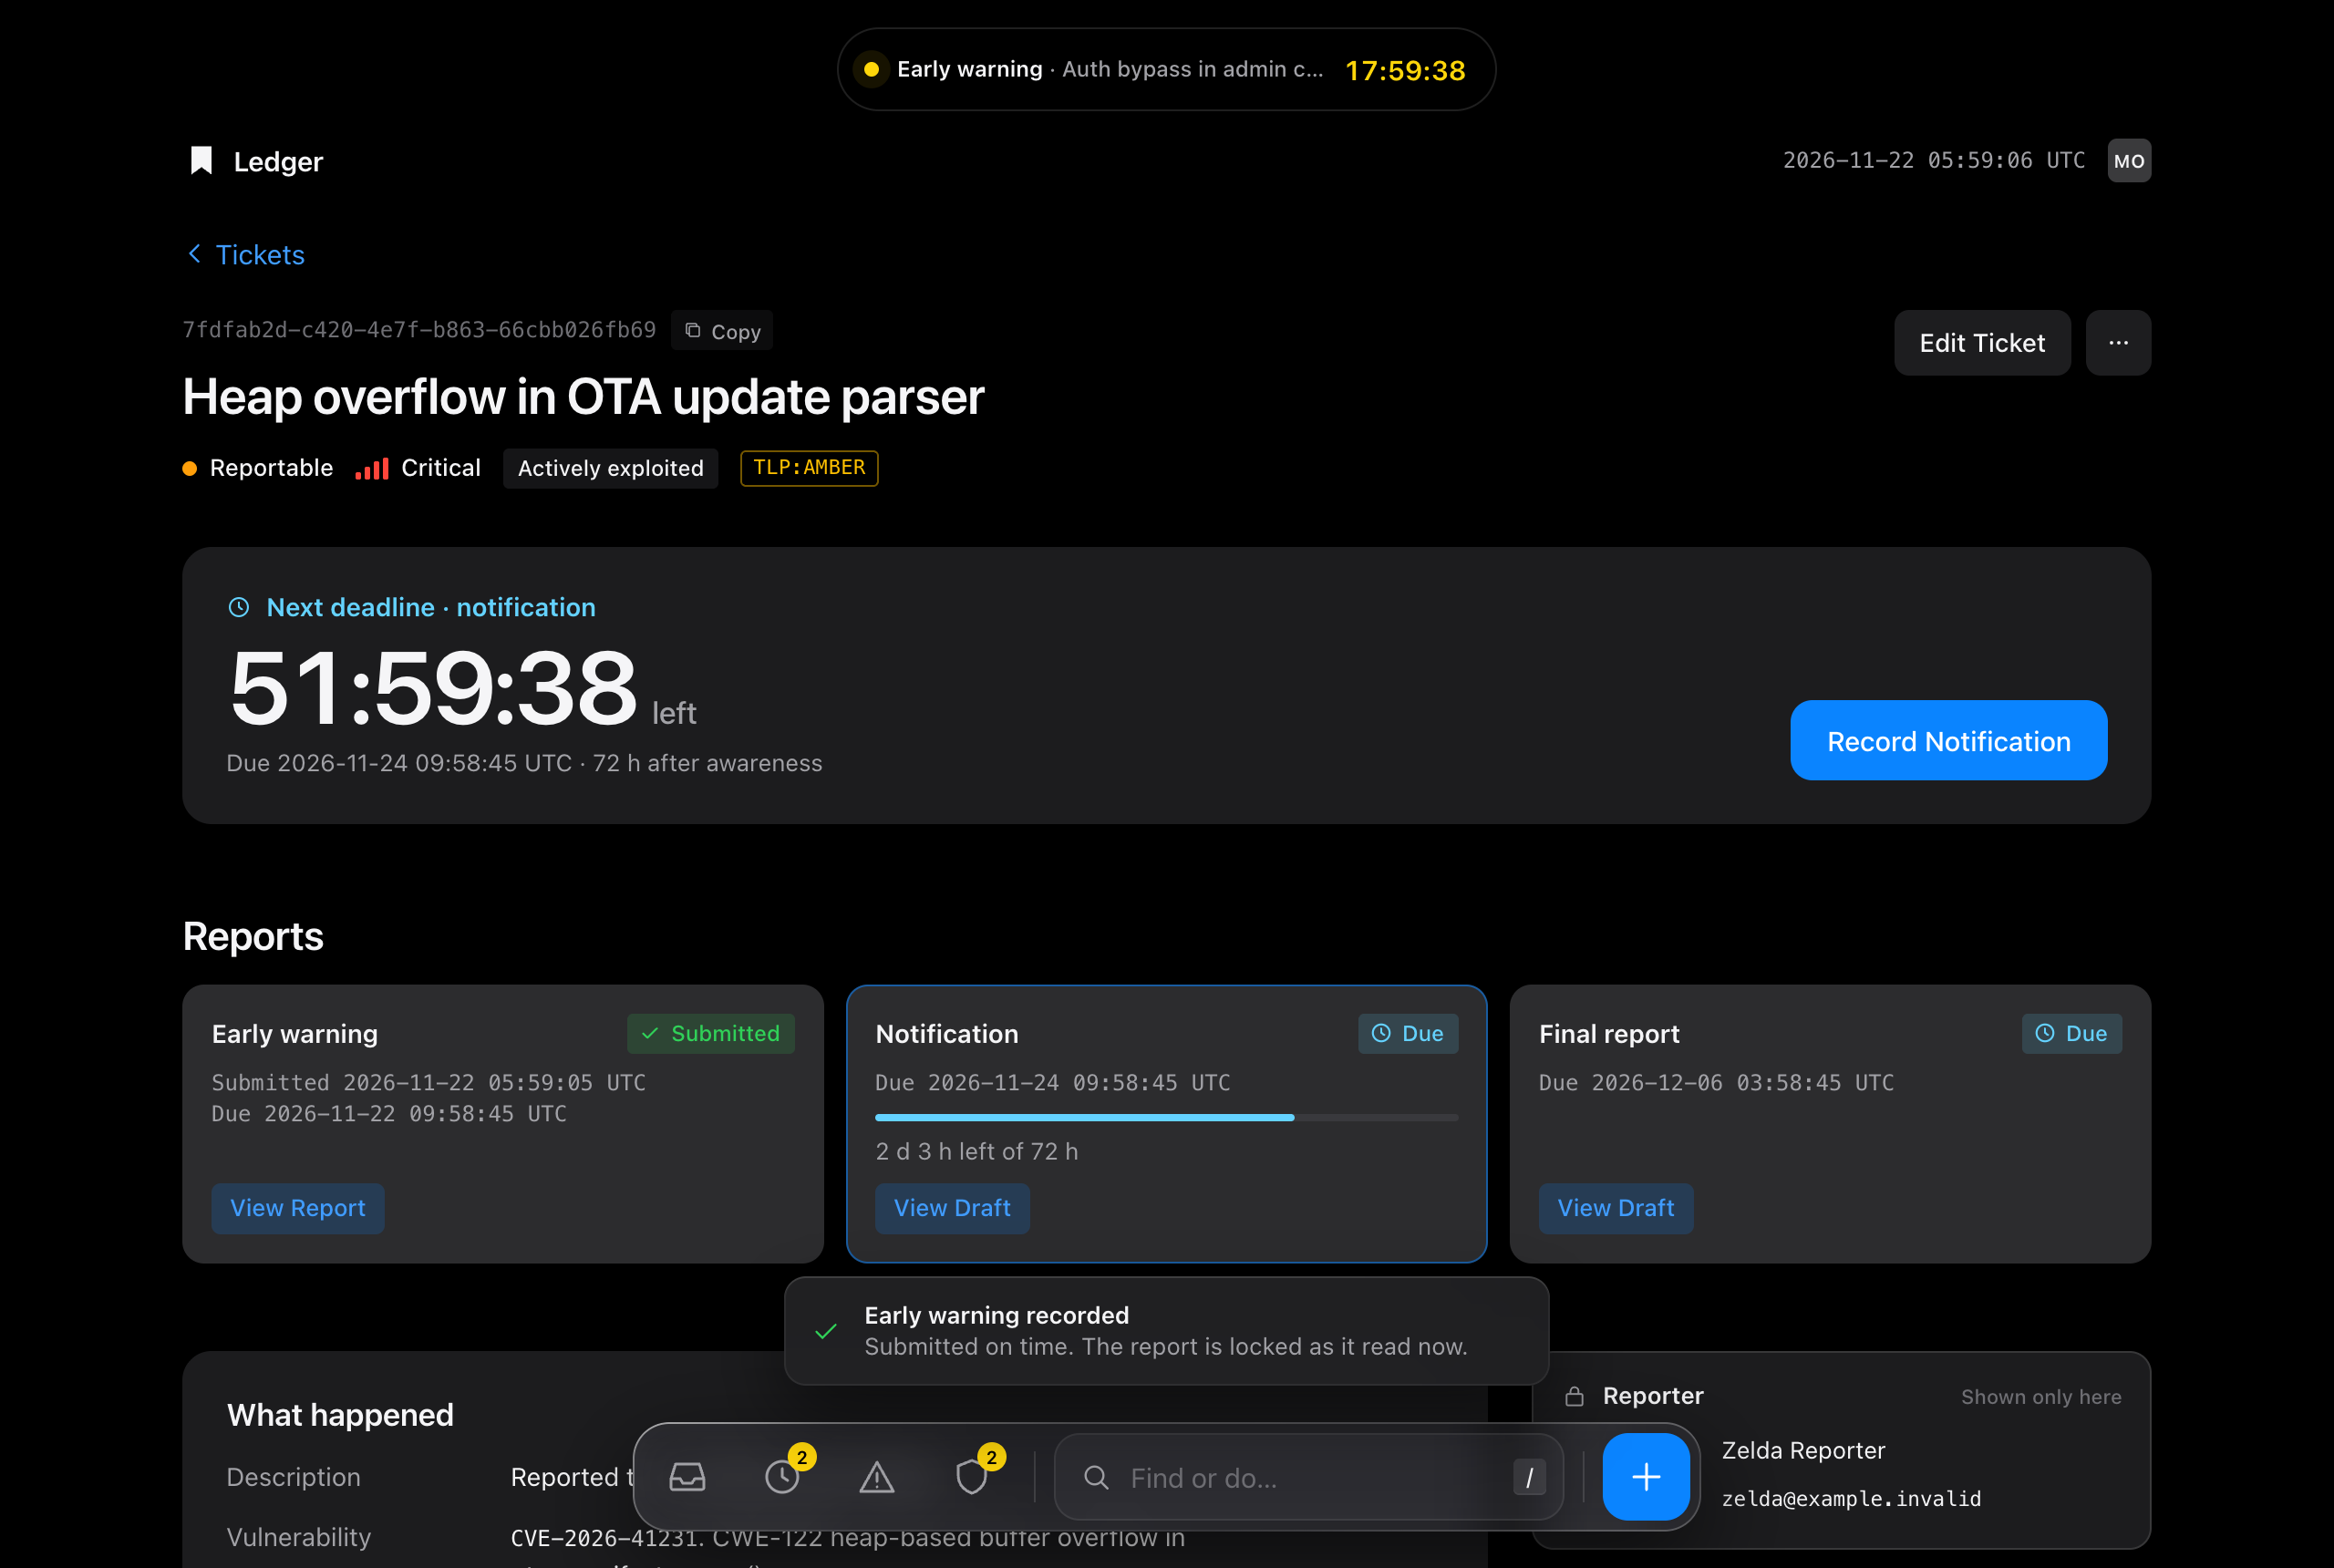 Early warning · Auth bypass in admin c... 17:59:38
Ledger
2026-11-22 05:59:06 UTC MO
Tickets
7fdfab2d-c420-4e7f-b863-66cbb026fb69 Copy
Edit Ticket ...
Heap overflow in OTA update parser
Reportable Critical Actively exploited TLP:AMBER
Next deadline · notification
51:59:38 left
Due 2026-11-24 09:58:45 UTC · 72 h after awareness
Record Notification
Reports
Early warning Submitted
Submitted 2026-11-22 05:59:05 UTC
Due 2026-11-22 09:58:45 UTC
View Report
Notification Due
Due 2026-11-24 09:58:45 UTC
2 d 3 h left of 72 h
View Draft
Final report Due
Due 2026-12-06 03:58:45 UTC
View Draft
Early warning recorded
Submitted on time. The report is locked as it read now.
What happened
Description Reported
Vulnerability CVE-2026-41231. CWE-122 heap-based buffer overflow in
Reporter Shown only here
Zelda Reporter
zelda@example.invalid
2
2
Find or do... /